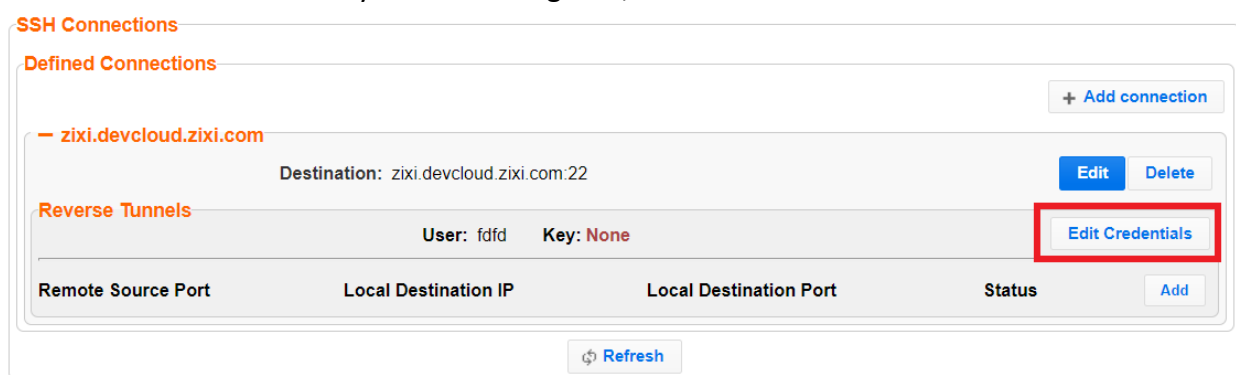 SSH Connections
Defined Connections
+ Add connection
zixi.devcloud.zixi.com
Destination: zixi.devcloud.zixi.com:22
Edit Delete
Reverse Tunnels
User: fdfd Key: None
Edit Credentials
Remote Source Port Local Destination IP Local Destination Port Status Add
Refresh